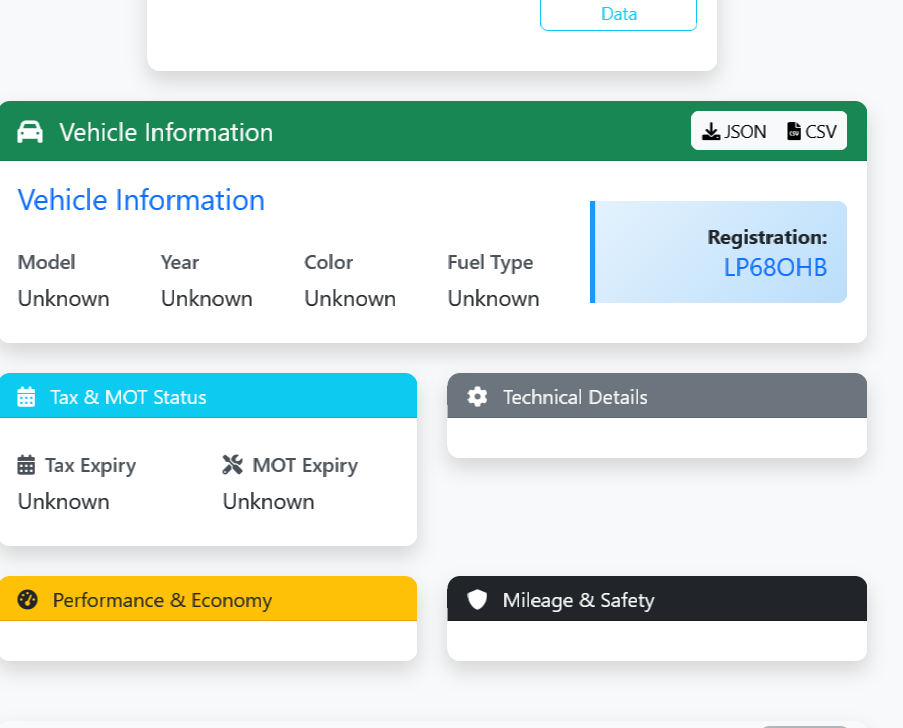 Data
Vehicle Information
JSON CSV
Vehicle Information
Registration:
LP68OHB
Model Year Color Fuel Type
Unknown Unknown Unknown Unknown
Tax & MOT Status
Technical Details
Tax Expiry MOT Expiry
Unknown Unknown
Performance & Economy
Mileage & Safety